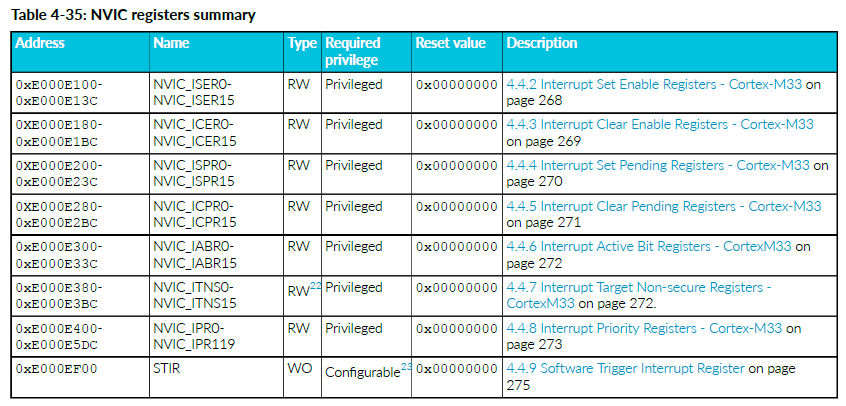 Table 4-35: NVIC registers summary
Address Name Type Required privilege Reset value Description
0xE000E100- NVIC_ISER0- RW Privileged 0x00000000 4.4.2 Interrupt Set Enable Registers - Cortex-M33 on
0xE000E13C NVIC_ISER15 page 268
0XE000E180- NVIC_ICER0- RW Privileged 0x00000000 4.4.3 Interrupt Clear Enable Registers - Cortex-M33
0xE000E1BC NVIC_ICER15 on page 269
0XE000E200- NVIC_ISPR0- RW Privileged 0x00000000 4.4.4 Interrupt Set Pending Registers - Cortex-M33 on
0xE000E23C NVIC_ISPR15 page 270
0xE000E280- NVIC_ICPR0- RW Privileged 0x00000000 4.4.5 Interrupt Clear Pending Registers - Cortex-M33
0xE000E2BC NVIC_ICPR15 on page 271
0xE000E300- NVIC_IABR0- RW Privileged 0x00000000 4.4.6 Interrupt Active Bit Registers - CortexM33 on
0xE000E33C NVIC_IABR15 page 272
0xE000E380- NVIC_ITNS0- RW22 Privileged 0x00000000 4.4.7 Interrupt Target Non-secure Registers -
0xE000E3BC NVIC_ITNS15 CortexM33 on page 272.
0xE000E400- NVIC_IPR0- RW Privileged 0x00000000 4.4.8 Interrupt Priority Registers - Cortex-M33 on
0xE000E5DC NVIC_IPR119 page 273
0xE000EF00 STIR WO Configurable23 0x00000000 4.4.9 Software Trigger Interrupt Register on page
275